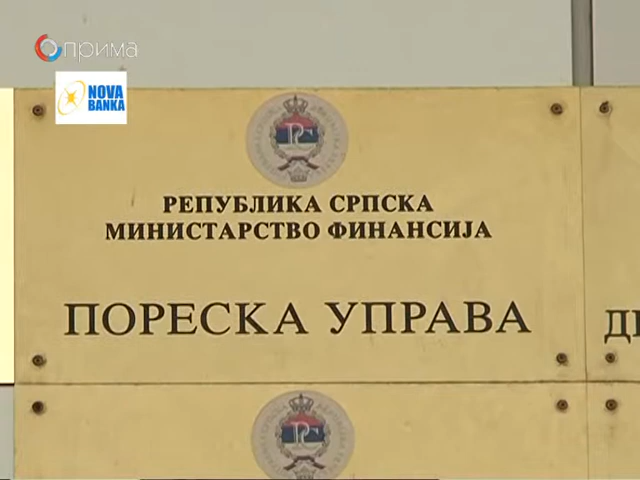 прима
NOVA
BANKA
РЕПУБЛИКА СРПСКА
МИНИСТАРСТВО ФИНАНСИЈА
ПОРЕСКА УПРАВА